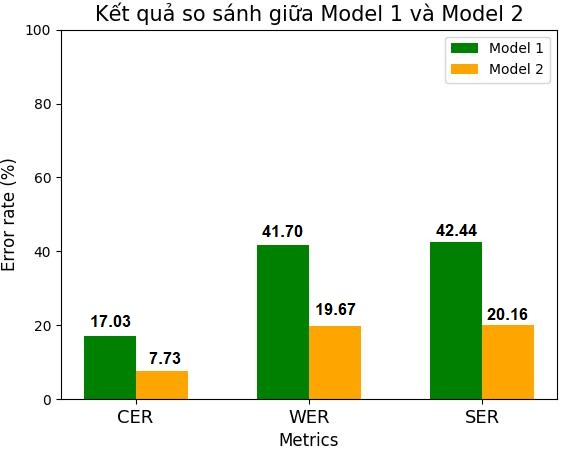 Kết quả so sánh giữa Model 1 và Model 2
100
80
60
40
20
0
Error rate (%)
Model 1
Model 2
17.03
7.73
41.70
19.67
42.44
20.16
CER
WER
SER
Metrics